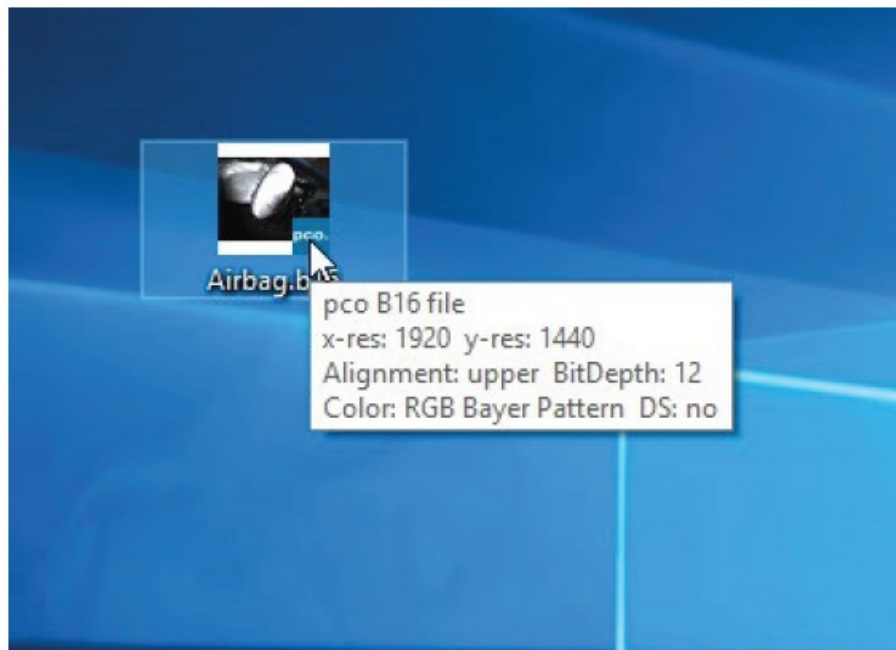 pco.
Airbag.b16
pco B16 file
x-res: 1920 y-res: 1440
Alignment: upper BitDepth: 12
Color: RGB Bayer Pattern DS: no